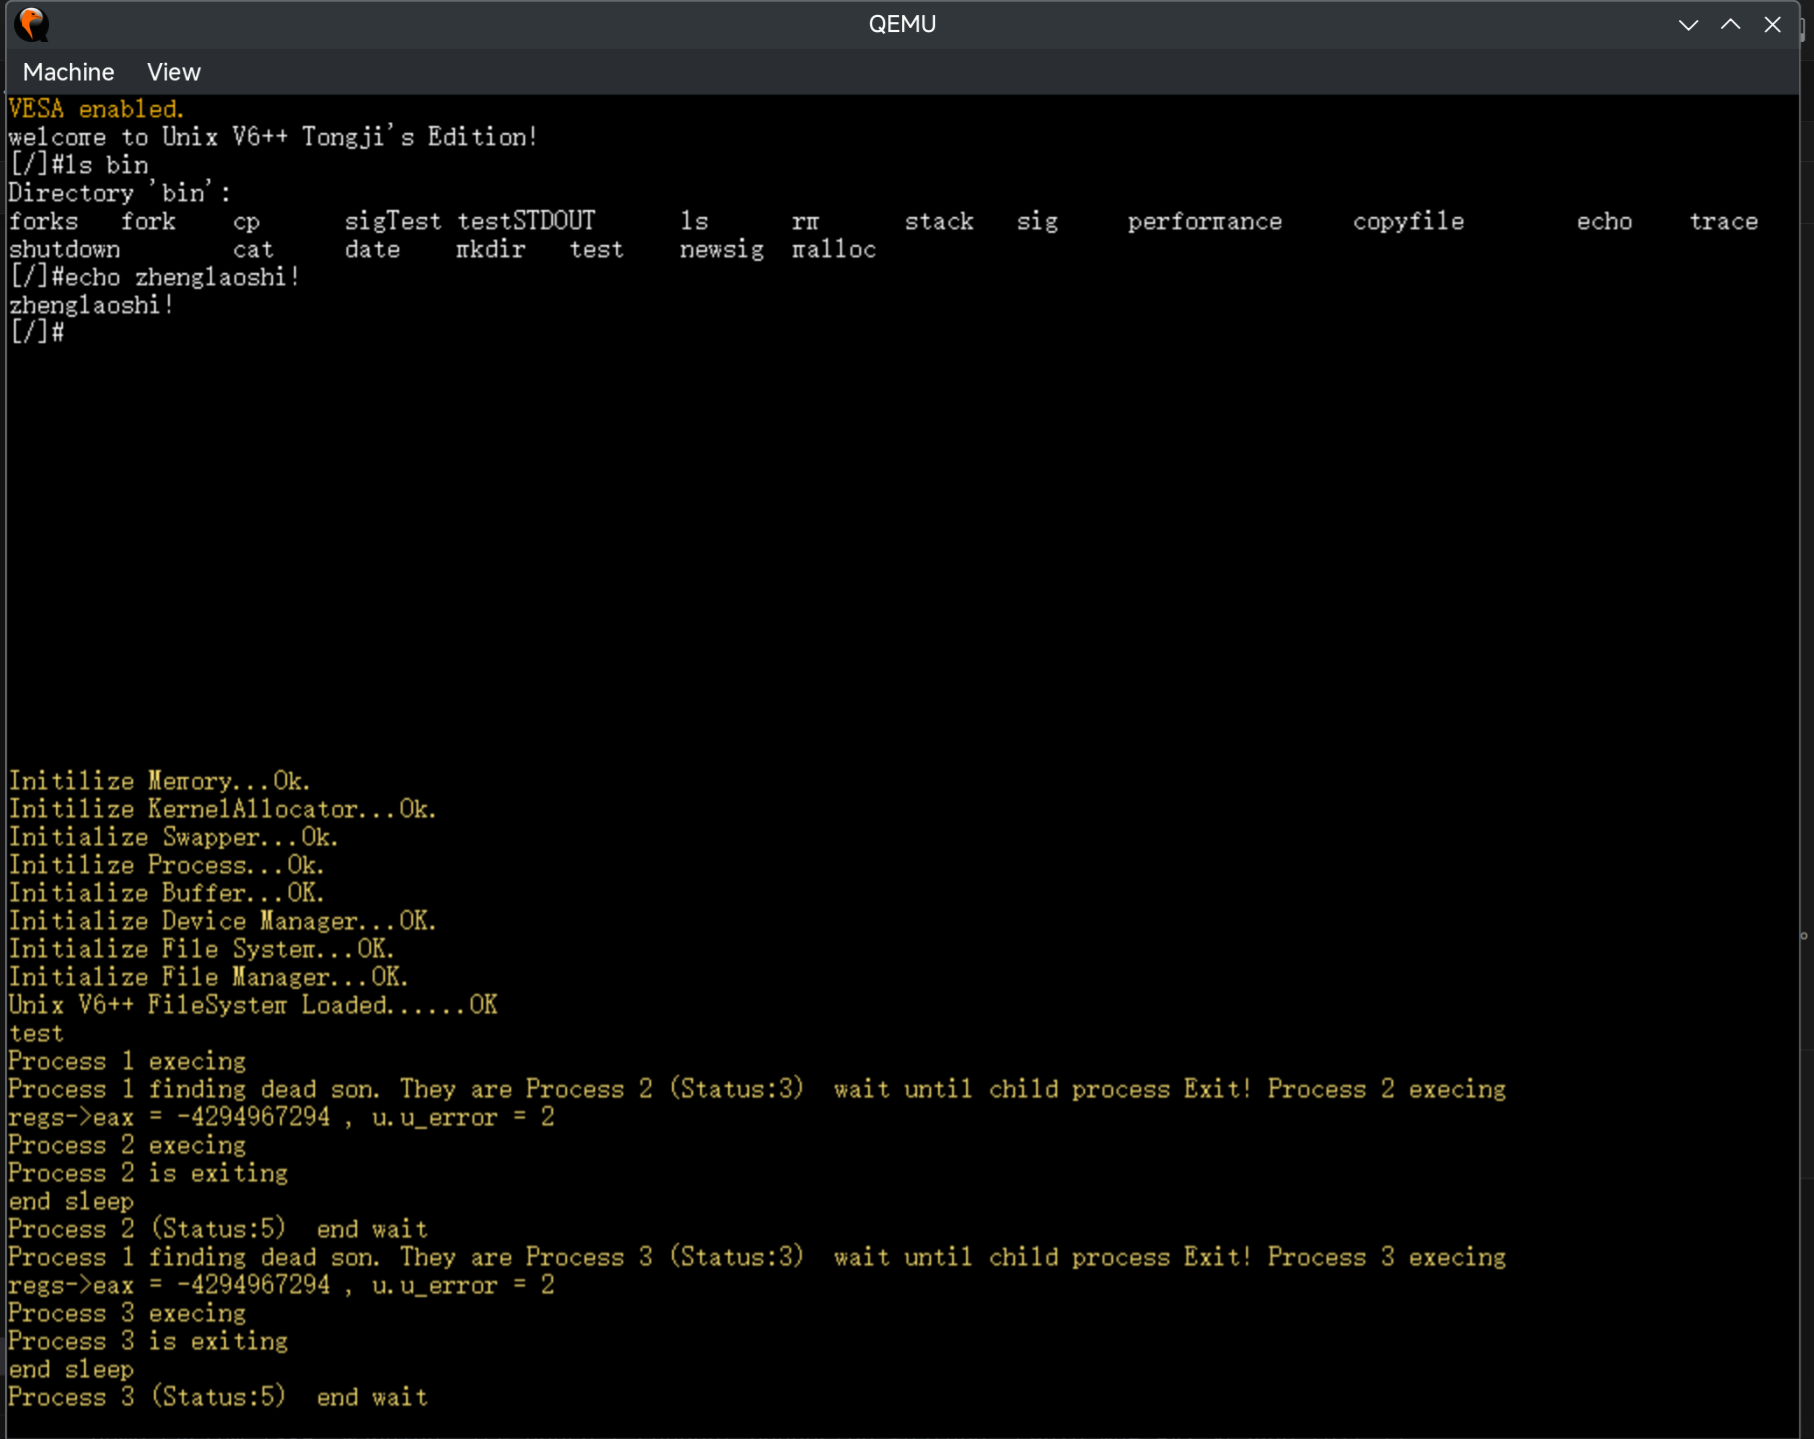 QEMU
Machine View
VESA enabled.
welcome to Unix V6++ Tongji's Edition!
[/]#ls bin
Directory 'bin':
forks fork cp sigTest testSTDOUT ls rm stack sig performance copyfile echo trace
shutdown cat date mkdir test newsig malloc
[/]#echo zhenglaoshi!
zhenglaoshi!
[/]#
Initilize Memory...Ok.
Initilize KernelAllocator...Ok.
Initialize Swapper...Ok.
Initilize Process...Ok.
Initialize Buffer...OK.
Initialize Device Manager...OK.
Initialize File System...OK.
Initialize File Manager...OK.
Unix V6++ FileSystem Loaded......OK
test
Process 1 execing
Process 1 finding dead son. They are Process 2 (Status:3)  wait until child process Exit! Process 2 execing
regs->eax = -4294967294 , u.u_error = 2
Process 2 execing
Process 2 is exiting
end sleep
Process 2 (Status:5)  end wait
Process 1 finding dead son. They are Process 3 (Status:3)  wait until child process Exit! Process 3 execing
regs->eax = -4294967294 , u.u_error = 2
Process 3 execing
Process 3 is exiting
end sleep
Process 3 (Status:5)  end wait